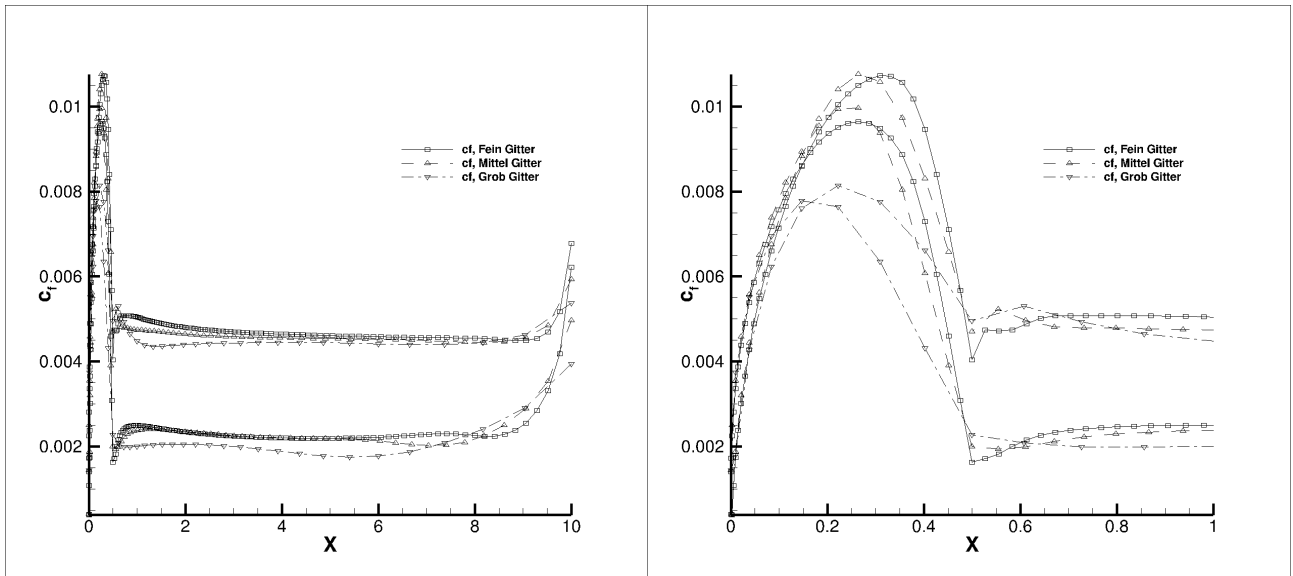 0.01
0.008
0.006
0.004
0.002
cf
cf, Fein Gitter
cf, Mittel Gitter
cf, Grob Gitter
0 2 4 6 8 10
X
0.01
0.008
0.006
0.004
0.002
cf
cf, Fein Gitter
cf, Mittel Gitter
cf, Grob Gitter
0 0.2 0.4 0.6 0.8 1
X